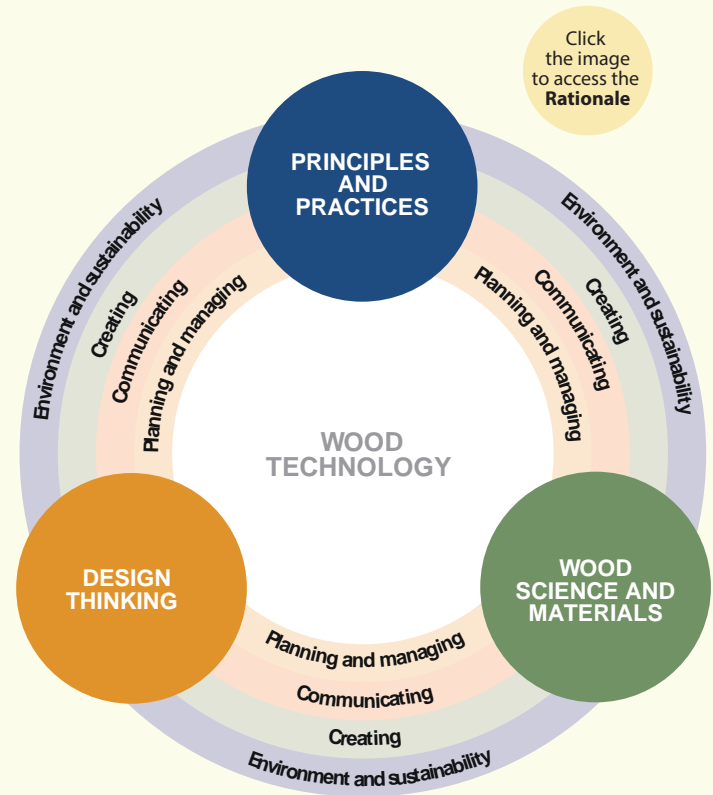 Click
the image
to access the
Rationale
PRINCIPLES
AND
PRACTICES
Environment and sustainability
Creating
Communicating
Planning and managing
Environment and sustainability
Creating
Communicating
Planning and managing
WOOD
TECHNOLOGY
DESIGN
THINKING
WOOD
SCIENCE AND
MATERIALS
Planning and managing
Communicating
Creating
Environment and sustainability